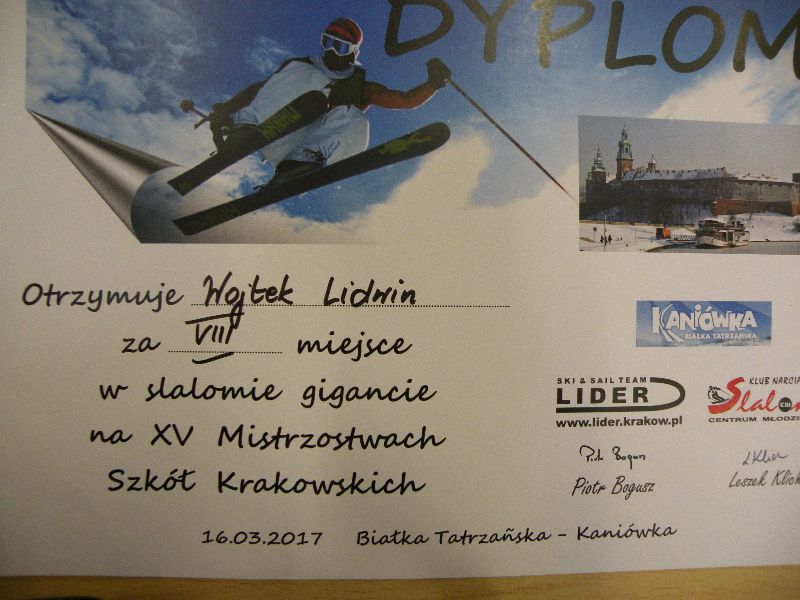 DYPLOM
Otrzymuje Wojtek Lidwin
za VIII miejsce
w slalomie gigancie
na XV Mistrzostwach
Szkół Krakowskich
16.03.2017 Białka Tatrzańska - Kaniówka
KANIÓWKA
BIAŁKA TATRZAŃSKA
SKI & SAIL TEAM
LIDER
www.lider.krakow.pl
KLUB NARCIA
Slalom
CENTRUM MŁODZIE
Piotr Bogusz
Leszek Klick